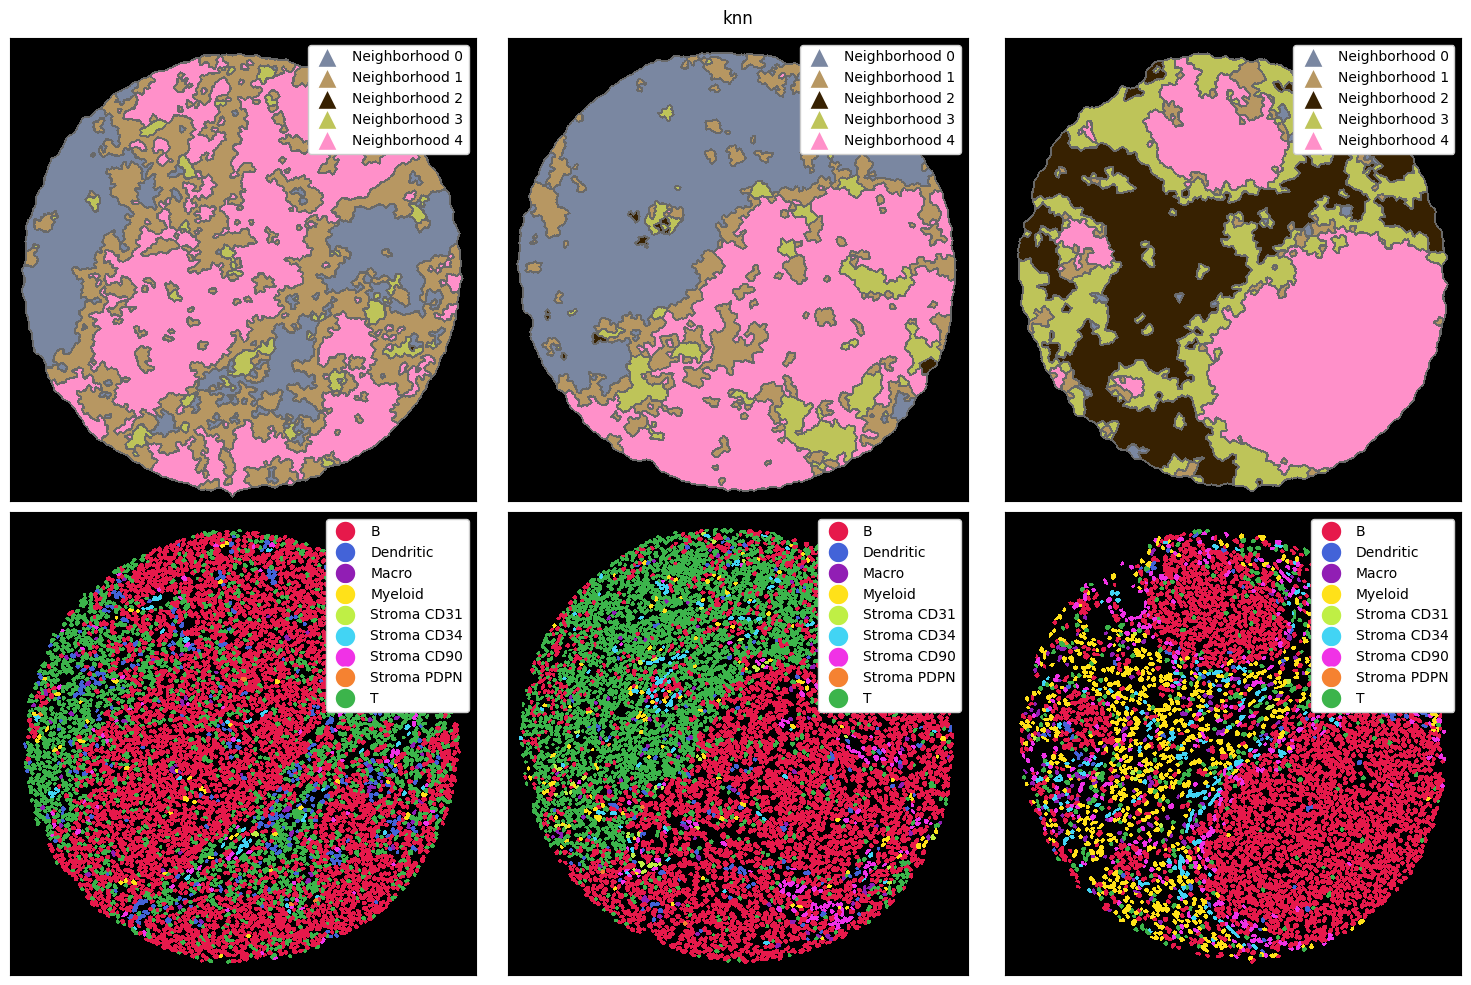 knn
Neighborhood 0
Neighborhood 1
Neighborhood 2
Neighborhood 3
Neighborhood 4
Neighborhood 0
Neighborhood 1
Neighborhood 2
Neighborhood 3
Neighborhood 4
Neighborhood 0
Neighborhood 1
Neighborhood 2
Neighborhood 3
Neighborhood 4
B
Dendritic
Macro
Myeloid
Stroma CD31
Stroma CD34
Stroma CD90
Stroma PDPN
T
B
Dendritic
Macro
Myeloid
Stroma CD31
Stroma CD34
Stroma CD90
Stroma PDPN
T
B
Dendritic
Macro
Myeloid
Stroma CD31
Stroma CD34
Stroma CD90
Stroma PDPN
T